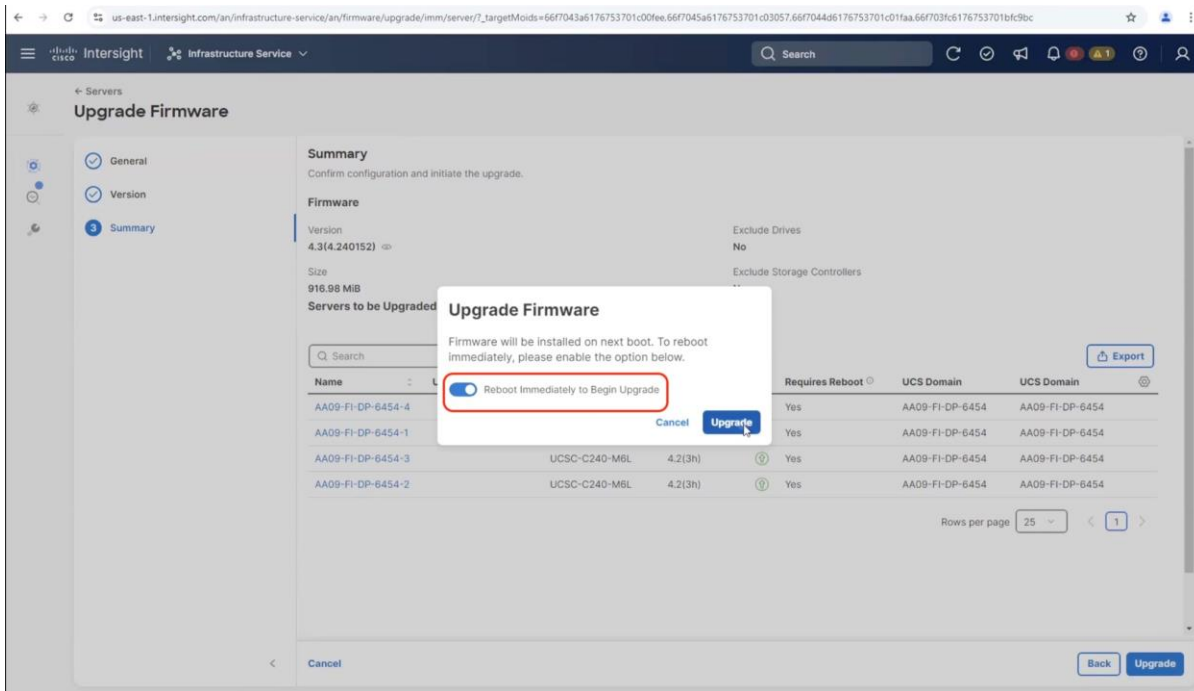 us-east-1.intersight.com/an/infrastructure-service/an/firmware/upgrade/imm/server/?_targetMoids=66f7043a6176753701c00fee,66f7045a6176753701c03057,66f7044d6176753701c01faa,66f703fc6176753701bfc9bc
cisco Intersight Infrastructure Service Search 1
← Servers
Upgrade Firmware
General
Version
3 Summary
Summary
Confirm configuration and initiate the upgrade.
Firmware
Version Exclude Drives
4.3(4.240152) No
Size Exclude Storage Controllers
916.98 MiB
Servers to be Upgraded
Upgrade Firmware
Firmware will be installed on next boot. To reboot
immediately, please enable the option below.
Reboot Immediately to Begin Upgrade
Cancel Upgrade
Search Export
Name Requires Reboot UCS Domain UCS Domain
AA09-FI-DP-6454-4 Yes AA09-FI-DP-6454 AA09-FI-DP-6454
AA09-FI-DP-6454-1 Yes AA09-FI-DP-6454 AA09-FI-DP-6454
AA09-FI-DP-6454-3 UCSC-C240-M6L 4.2(3h) Yes AA09-FI-DP-6454 AA09-FI-DP-6454
AA09-FI-DP-6454-2 UCSC-C240-M6L 4.2(3h) Yes AA09-FI-DP-6454 AA09-FI-DP-6454
Rows per page 25 1
Cancel Back Upgrade